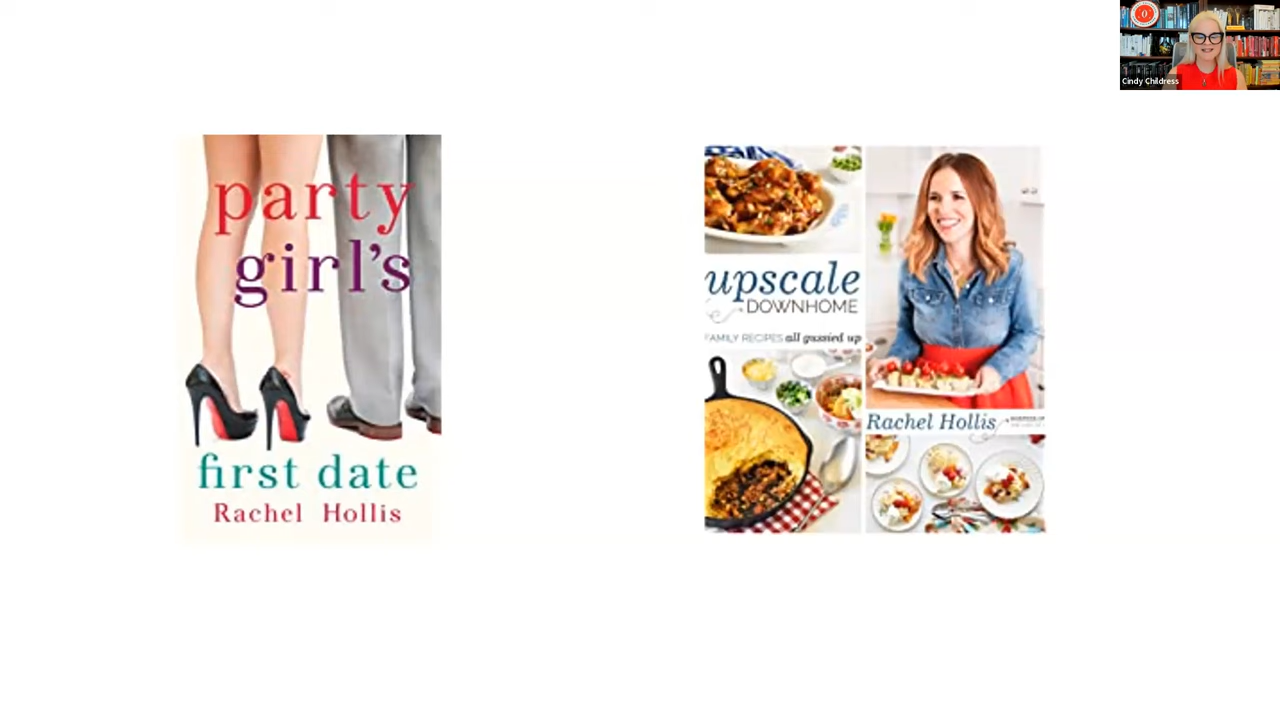 party
girl's
first date
Rachel Hollis
upscale
DOWNHOME
FAMILY RECIPES all gussied up
Rachel Hollis
Cindy Childress